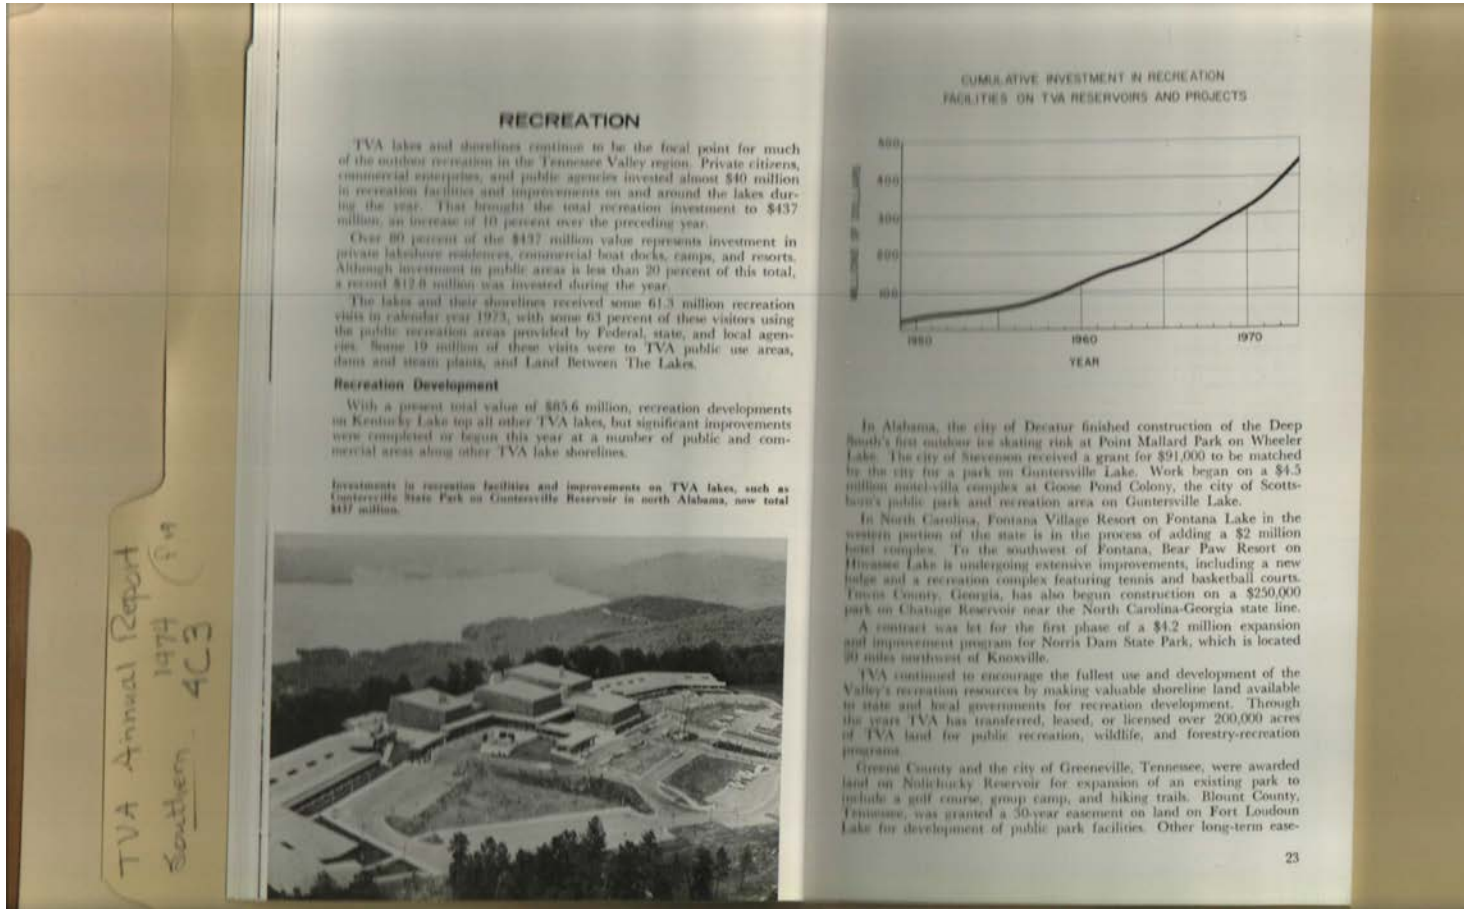 TVA Annual Report
1974
Southern 4C3
RECREATION
TVA lakes and shorelines continue to be the focal point for much
of the outdoor recreation in the Tennessee Valley region. Private citizens,
commercial enterprises, and public agencies invested almost $40 million
in recreation facilities and improvements on and around the lakes dur-
ing the year. That brought the total recreation investment to $437
million, an increase of 10 percent over the preceding year.
Over 80 percent of the $437 million value represents investment in
private lakeshore residences, commercial boat docks, camps, and resorts.
Although investment in public areas is less than 20 percent of this total,
a record $12.8 million was invested during the year.
The lakes and their shorelines received some 61.3 million recreation
visits in calendar year 1973, with some 63 percent of these visitors using
the public recreation areas provided by Federal, state, and local agen-
cies. Some 19 million of these visits were to TVA public use areas,
dams and steam plants, and Land Between The Lakes.
Recreation Development
With a present total value of $85.6 million, recreation developments
on Kentucky Lake top all other TVA lakes, but significant improvements
were completed or begun this year at a number of public and com-
mercial areas along other TVA lake shorelines.
Investments in recreation facilities and improvements on TVA lakes, such as
Guntersville State Park on Guntersville Reservoir in north Alabama, now total
$437 million.
CUMULATIVE INVESTMENT IN RECREATION
FACILITIES ON TVA RESERVOIRS AND PROJECTS
MILLIONS OF DOLLARS
500
400
300
200
100
1950
1960
1970
YEAR
In Alabama, the city of Decatur finished construction of the Deep
South's first outdoor ice skating rink at Point Mallard Park on Wheeler
Lake. The city of Stevenson received a grant for $91,000 to be matched
by the city for a park on Guntersville Lake. Work began on a $4.5
million motel-villa complex at Goose Pond Colony, the city of Scotts-
boro's public park and recreation area on Guntersville Lake.
In North Carolina, Fontana Village Resort on Fontana Lake in the
western portion of the state is in the process of adding a $2 million
hotel complex. To the southwest of Fontana, Bear Paw Resort on
Hiwassee Lake is undergoing extensive improvements, including a new
lodge and a recreation complex featuring tennis and basketball courts.
Towns County, Georgia, has also begun construction on a $250,000
park on Chatuge Reservoir near the North Carolina-Georgia state line.
A contract was let for the first phase of a $4.2 million expansion
and improvement program for Norris Dam State Park, which is located
20 miles northwest of Knoxville.
TVA continued to encourage the fullest use and development of the
Valley's recreation resources by making valuable shoreline land available
to state and local governments for recreation development. Through
the years TVA has transferred, leased, or licensed over 200,000 acres
of TVA land for public recreation, wildlife, and forestry-recreation
programs.
Greene County and the city of Greeneville, Tennessee, were awarded
land on Nolichucky Reservoir for expansion of an existing park to
include a golf course, group camp, and hiking trails. Blount County,
Tennessee, was granted a 30-year easement on land on Fort Loudoun
Lake for development of public park facilities. Other long-term ease-
23